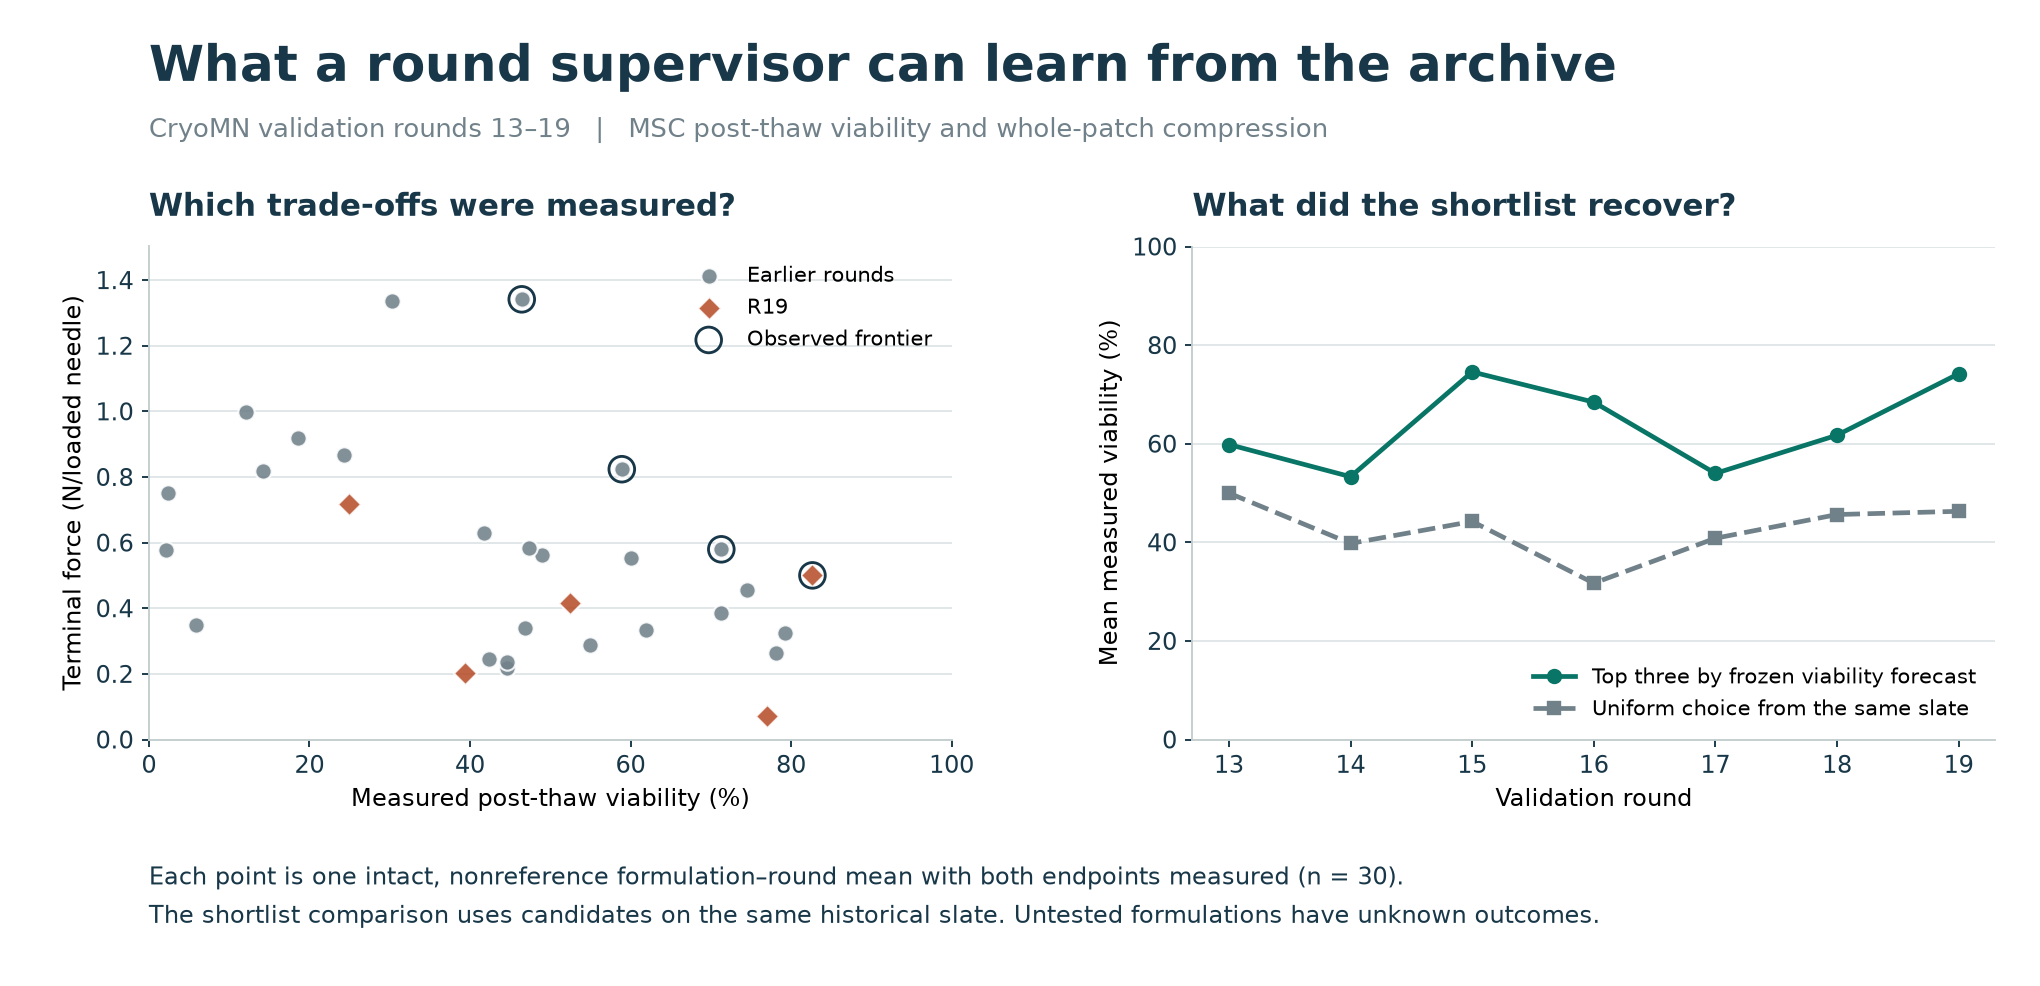 What a round supervisor can learn from the archive
CryoMN validation rounds 13–19 | MSC post-thaw viability and whole-patch compression
Which trade-offs were measured?
Terminal force (N/loaded needle)
1.4
1.2
1.0
0.8
0.6
0.4
0.2
0.0
Earlier rounds
R19
Observed frontier
0 20 40 60 80 100
Measured post-thaw viability (%)
What did the shortlist recover?
Mean measured viability (%)
100
80
60
40
20
0
Top three by frozen viability forecast
Uniform choice from the same slate
13 14 15 16 17 18 19
Validation round
Each point is one intact, nonreference formulation–round mean with both endpoints measured (n = 30).
The shortlist comparison uses candidates on the same historical slate. Untested formulations have unknown outcomes.